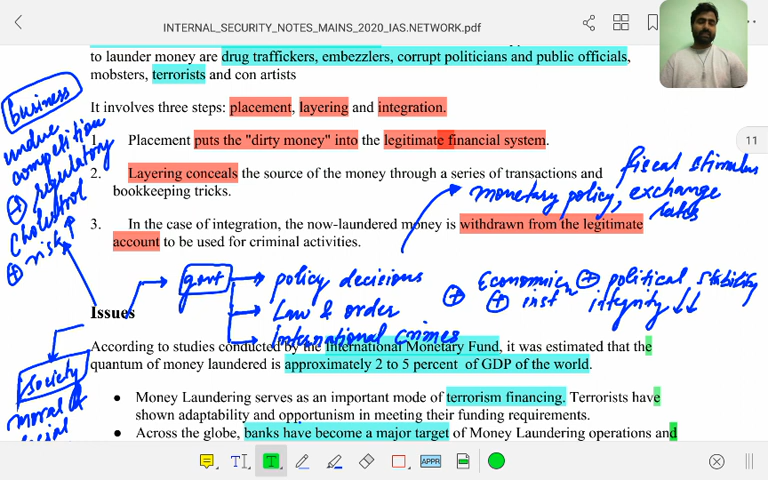 INTERNAL_SECURITY_NOTES_MAINS_2020_IAS.NETWORK.pdf
to launder money are drug traffickers, embezzlers, corrupt politicians and public officials,
mobsters, terrorists and con artists
It involves three steps: placement, layering and integration.
1. Placement puts the "dirty money" into the legitimate financial system.
11
2. Layering conceals the source of the money through a series of transactions and
bookkeeping tricks.
3. In the case of integration, the now-laundered money is withdrawn from the legitimate
account to be used for criminal activities.
business
undue
competition
⊕ regulatory
⊕ risk ↑
fiscal stimulus
monetary policy, exchange
rates
govt
policy decisions
Law & order
international crimes
⊕ Economic ⊕ political stability
⊕ instn integrity ↓↓
Issues
According to studies conducted by the International Monetary Fund, it was estimated that the
quantum of money laundered is approximately 2 to 5 percent of GDP of the world.
society
moral &
social
• Money Laundering serves as an important mode of terrorism financing. Terrorists have
shown adaptability and opportunism in meeting their funding requirements.
• Across the globe, banks have become a major target of Money Laundering operations and
APPR